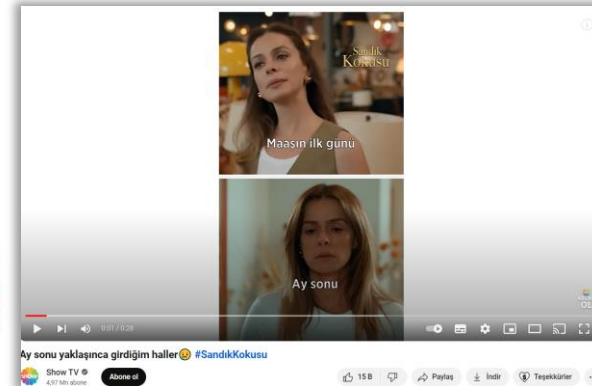 Sandık
Kokusu
Maaşın ilk günü
Ay sonu
0:01 / 0:28
Ay sonu yaklaşınca girdiğim haller😣 #SandıkKokusu
Show TV
4,97 Mn abone
Abone ol
15 B
Paylaş
İndir
Teşekkürler